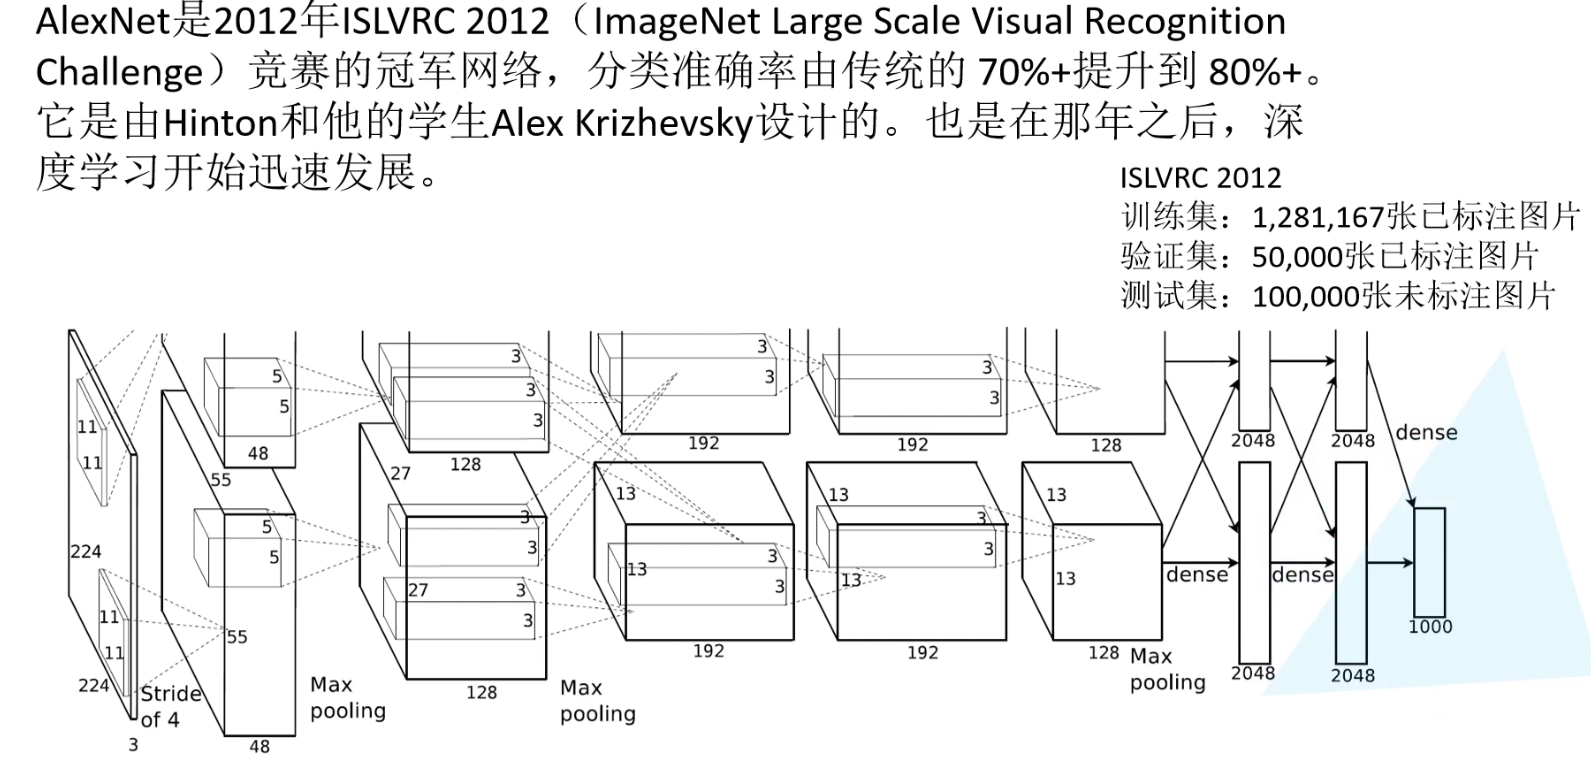 AlexNet是2012年ISLVRC 2012（ImageNet Large Scale Visual Recognition
Challenge）竞赛的冠军网络，分类准确率由传统的 70%+提升到 80%+。
它是由Hinton和他的学生Alex Krizhevsky设计的。也是在那年之后，深
度学习开始迅速发展。
ISLVRC 2012
训练集：1,281,167张已标注图片
验证集：50,000张已标注图片
测试集：100,000张未标注图片
11
11
5
5
48
3
3
3
128
3
3
192
3
3
192
128
2048
2048
dense
55
27
224
11
11
224
Stride
of 4
3
5
5
55
48
Max
pooling
3
3
27
3
3
128
Max
pooling
13
13
3
3
192
13
3
3
13
192
13
13
128
Max
pooling
dense
dense
2048
2048
1000